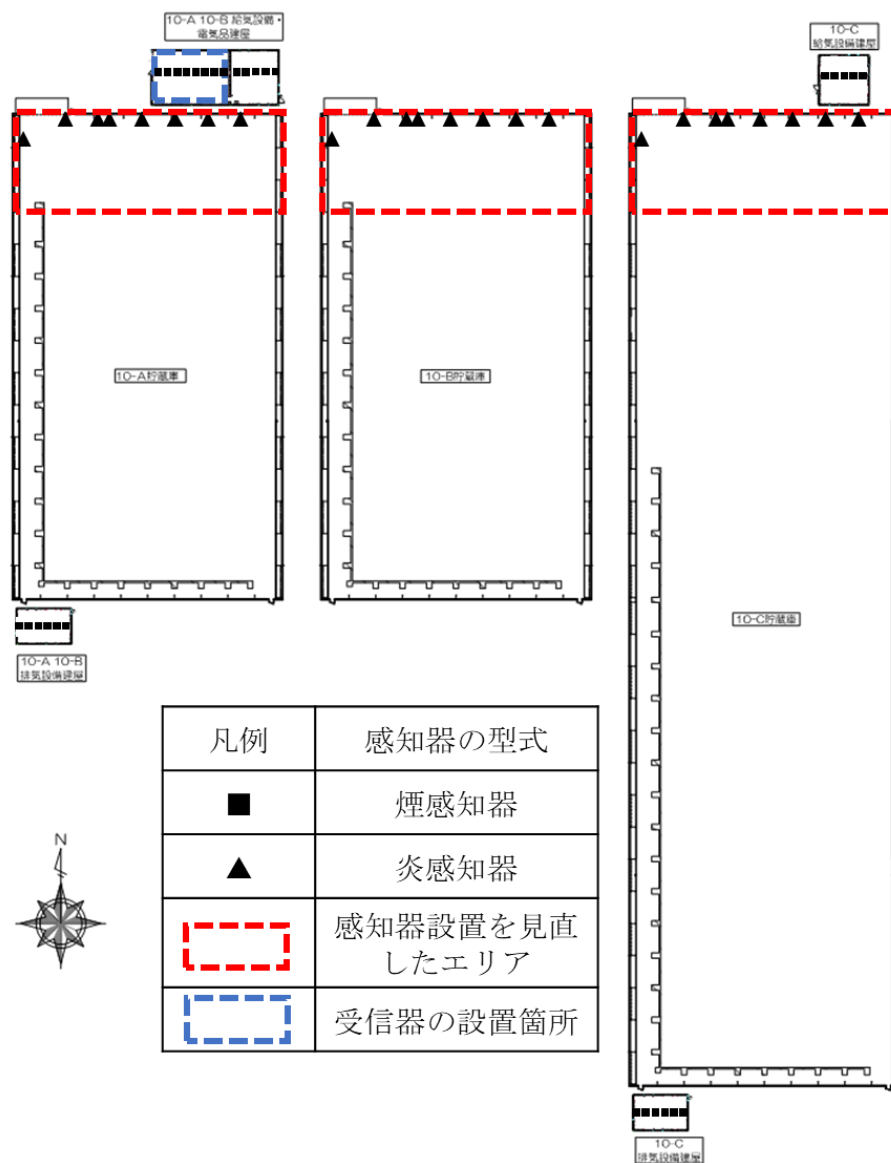 10-A 10-B 給気設備・
電気品建屋
10-C
給気設備建屋
10-A貯蔵庫
10-B貯蔵庫
10-C貯蔵庫
10-A 10-B
排気設備建屋
凡例
感知器の型式
煙感知器
炎感知器
感知器設置を見直
したエリア
受信器の設置箇所
N
10-C
排気設備建屋